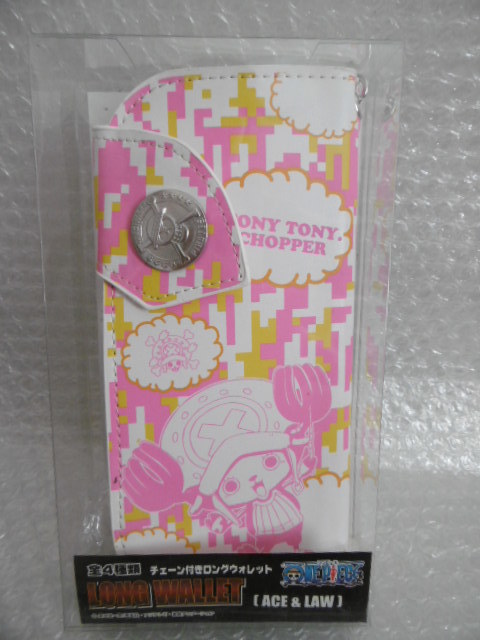 TONY TONY.
CHOPPER
全4種類
チェーン付きロングウォレット
LONG WALLET
ONE PIECE
[ ACE & LAW ]